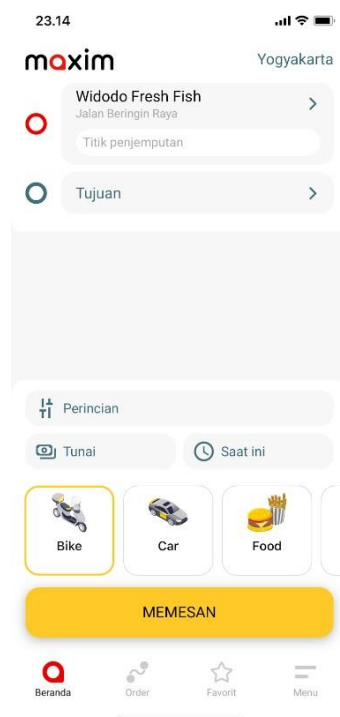 23.14
maxim
Yogyakarta
Widodo Fresh Fish
Jalan Beringin Raya
Titik penjemputan
Tujuan
Perincian
Tunai
Saat ini
Bike
Car
Food
MEMESAN
Beranda
Order
Favorit
Menu